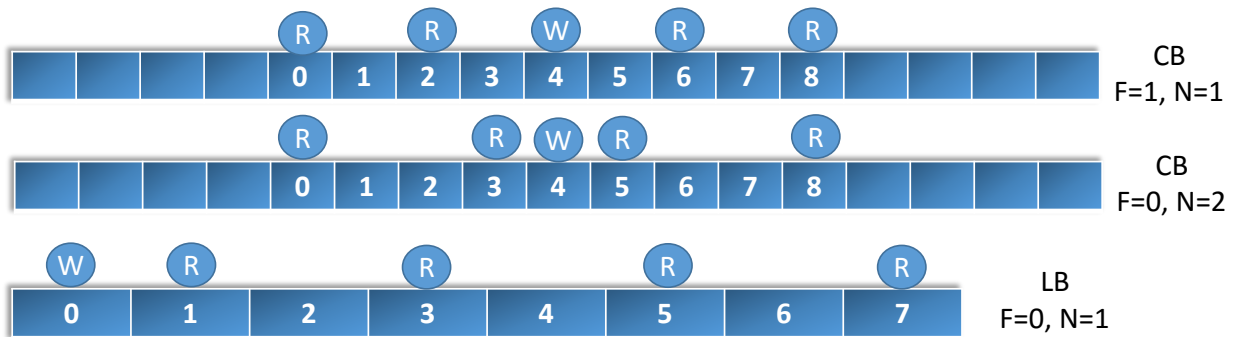 R R W R R
0 1 2 3 4 5 6 7 8
CB
F=1, N=1
R R W R R
0 1 2 3 4 5 6 7 8
CB
F=0, N=2
W R R R R
0 1 2 3 4 5 6 7
LB
F=0, N=1